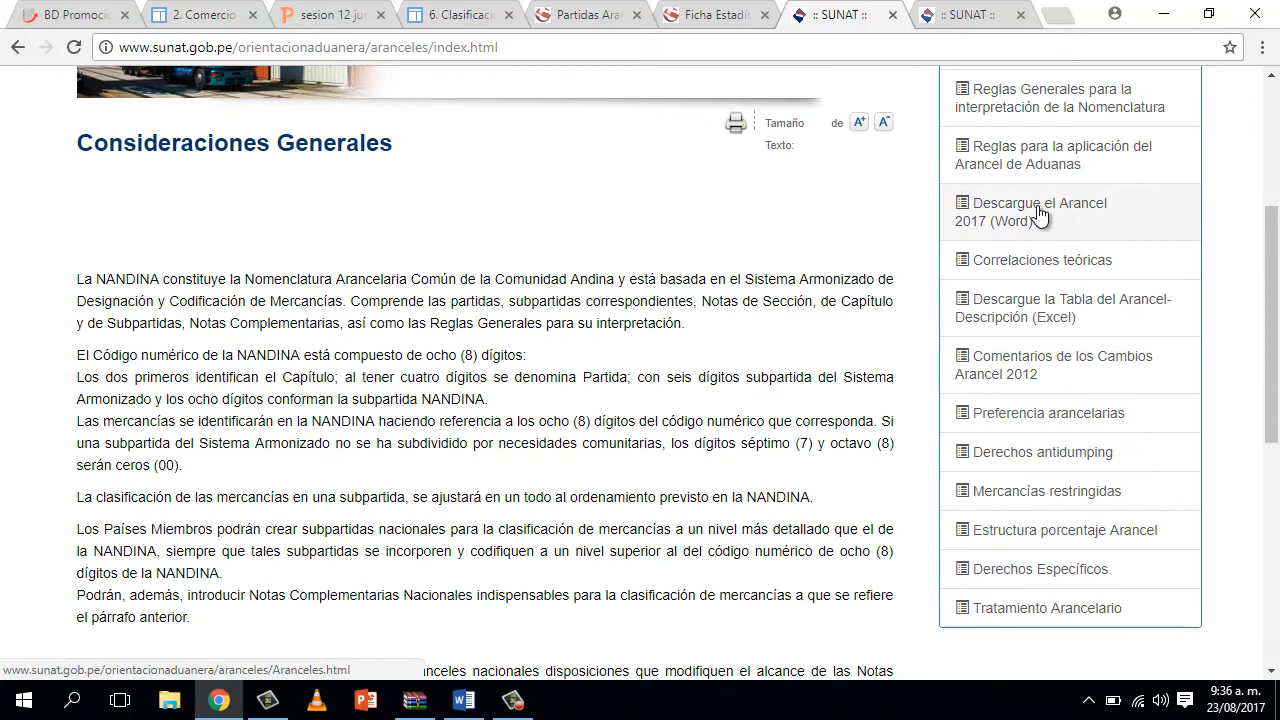 BD Promocio
2. Comercio
sesion 12 jun
6. Clasificaci
Partidas Ara
Ficha Estadís
:: SUNAT ::
:: SUNAT ::
www.sunat.gob.pe/orientacionaduanera/aranceles/index.html
Consideraciones Generales
Tamaño de
Texto:
A+
A-
La NANDINA constituye la Nomenclatura Arancelaria Común de la Comunidad Andina y está basada en el Sistema Armonizado de
Designación y Codificación de Mercancías. Comprende las partidas, subpartidas correspondientes, Notas de Sección, de Capítulo
y de Subpartidas, Notas Complementarias, así como las Reglas Generales para su interpretación.
El Código numérico de la NANDINA está compuesto de ocho (8) dígitos:
Los dos primeros identifican el Capítulo; al tener cuatro dígitos se denomina Partida; con seis dígitos subpartida del Sistema
Armonizado y los ocho dígitos conforman la subpartida NANDINA.
Las mercancías se identificarán en la NANDINA haciendo referencia a los ocho (8) dígitos del código numérico que corresponda. Si
una subpartida del Sistema Armonizado no se ha subdividido por necesidades comunitarias, los dígitos séptimo (7) y octavo (8)
serán ceros (00).
La clasificación de las mercancías en una subpartida, se ajustará en un todo al ordenamiento previsto en la NANDINA.
Los Países Miembros podrán crear subpartidas nacionales para la clasificación de mercancías a un nivel más detallado que el de
la NANDINA, siempre que tales subpartidas se incorporen y codifiquen a un nivel superior al del código numérico de ocho (8)
dígitos de la NANDINA.
Podrán, además, introducir Notas Complementarias Nacionales indispensables para la clasificación de mercancías a que se refiere
el párrafo anterior.
nacionales disposiciones que modifiquen el alcance de las Notas
Reglas Generales para la
interpretación de la Nomenclatura
Reglas para la aplicación del
Arancel de Aduanas
Descargue el Arancel
2017 (Word)
Correlaciones teóricas
Descargue la Tabla del Arancel-
Descripción (Excel)
Comentarios de los Cambios
Arancel 2012
Preferencia arancelarias
Derechos antidumping
Mercancías restringidas
Estructura porcentaje Arancel
Derechos Específicos
Tratamiento Arancelario
www.sunat.gob.pe/orientacionaduanera/aranceles/Aranceles.html
9:36 a. m.
23/08/2017